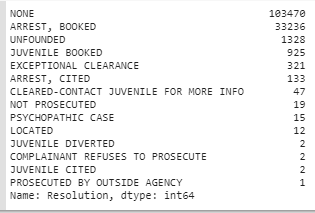 NONE 103470
ARREST, BOOKED 33236
UNFOUNDED 1328
JUVENILE BOOKED 925
EXCEPTIONAL CLEARANCE 321
ARREST, CITED 133
CLEARED-CONTACT JUVENILE FOR MORE INFO 47
NOT PROSECUTED 19
PSYCHOPATHIC CASE 15
LOCATED 12
JUVENILE DIVERTED 2
COMPLAINANT REFUSES TO PROSECUTE 2
JUVENILE CITED 2
PROSECUTED BY OUTSIDE AGENCY 1
Name: Resolution, dtype: int64